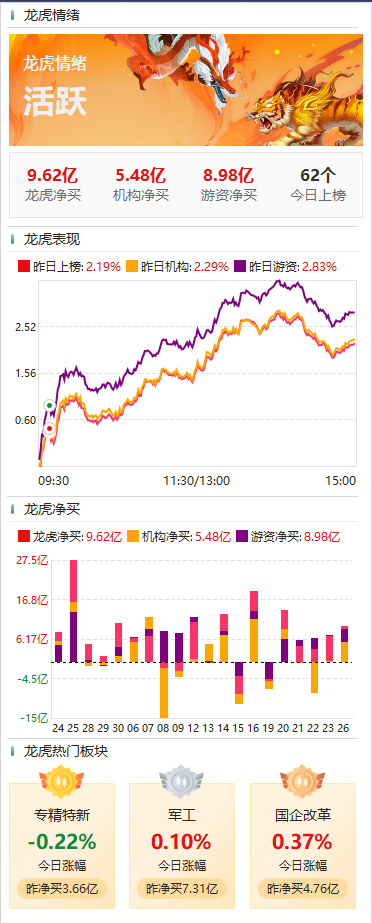 龙虎情绪
龙虎情绪
活跃
9.62亿 5.48亿 8.98亿 62个
龙虎净买 机构净买 游资净买 今日上榜
龙虎表现
昨日上榜: 2.19% 昨日机构: 2.29% 昨日游资: 2.83%
2.52
1.56
0.60
09:30 11:30/13:00 15:00
龙虎净买
龙虎净买: 9.62亿 机构净买: 5.48亿 游资净买: 8.98亿
27.5亿
16.8亿
6.17亿
-4.5亿
-15亿
24 25 28 29 30 06 07 08 09 12 13 14 15 16 19 20 21 22 23 26
龙虎热门板块
专精特新 军工 国企改革
-0.22% 0.10% 0.37%
今日涨幅 今日涨幅 今日涨幅
昨净买3.66亿 昨净买7.31亿 昨净买4.76亿